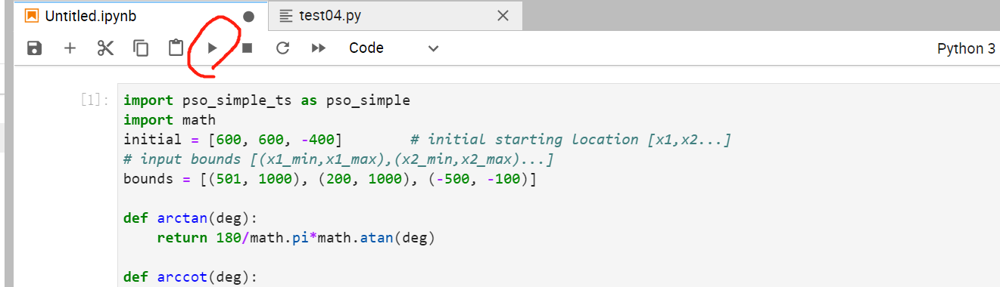 Untitled.ipynb
test04.py
Code
Python 3
[1]:
import pso_simple_ts as pso_simple
import math
initial = [600, 600, -400]        # initial starting location [x1,x2...]
# input bounds [(x1_min,x1_max),(x2_min,x2_max)...]
bounds = [(501, 1000), (200, 1000), (-500, -100)]
def arctan(deg):
    return 180/math.pi*math.atan(deg)
def arccot(deg):